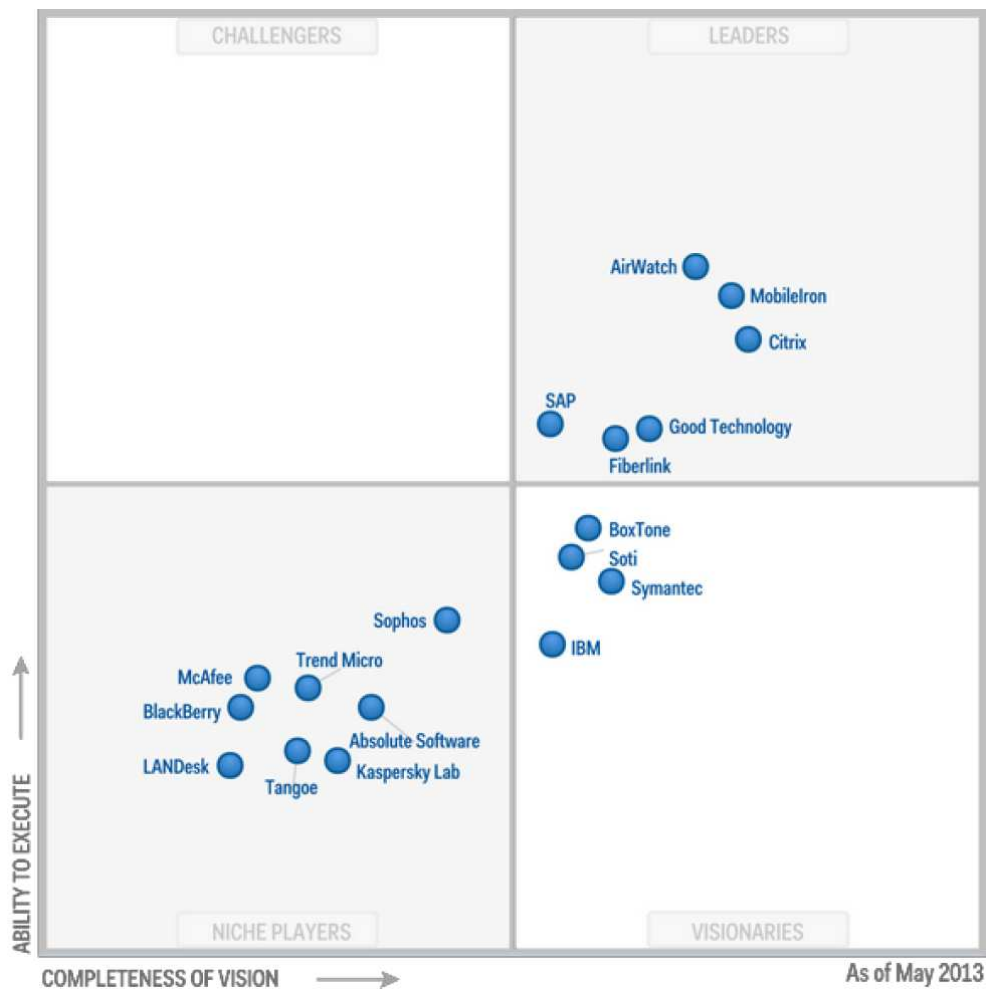 CHALLENGERS
LEADERS
AirWatch
MobileIron
Citrix
SAP
Good Technology
Fiberlink
BoxTone
Soti
Symantec
Sophos
IBM
Trend Micro
McAfee
BlackBerry
Absolute Software
LANDesk
Kaspersky Lab
Tangoe
NICHE PLAYERS
VISIONARIES
ABILITY TO EXECUTE
COMPLETENESS OF VISION
As of May 2013